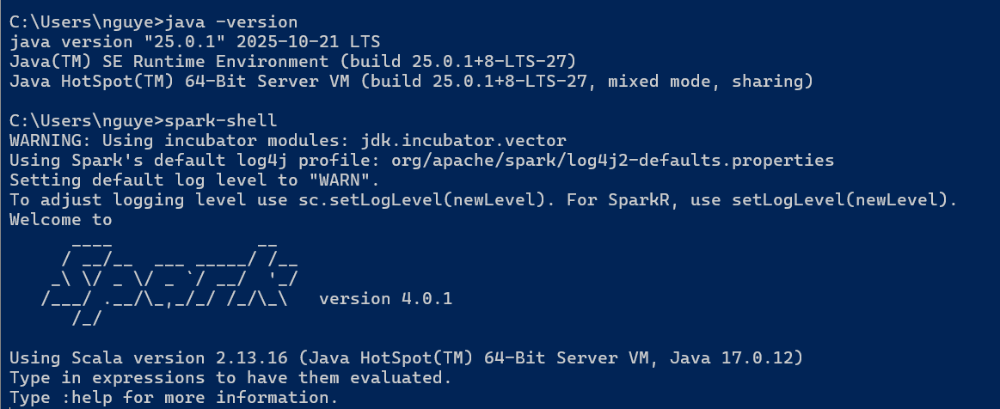 C:\Users\nguye>java -version
java version "25.0.1" 2025-10-21 LTS
Java(TM) SE Runtime Environment (build 25.0.1+8-LTS-27)
Java HotSpot(TM) 64-Bit Server VM (build 25.0.1+8-LTS-27, mixed mode, sharing)
C:\Users\nguye>spark-shell
WARNING: Using incubator modules: jdk.incubator.vector
Using Spark's default log4j profile: org/apache/spark/log4j2-defaults.properties
Setting default log level to "WARN".
To adjust logging level use sc.setLogLevel(newLevel). For SparkR, use setLogLevel(newLevel).
Welcome to
      ____              __
     / __/__  ___ _____/ /__
    _\ \/ _ \/ _ `/ __/  '_/
   /___/ .__/\_,_/_/ /_/\_\   version 4.0.1
      /_/
Using Scala version 2.13.16 (Java HotSpot(TM) 64-Bit Server VM, Java 17.0.12)
Type in expressions to have them evaluated.
Type :help for more information.